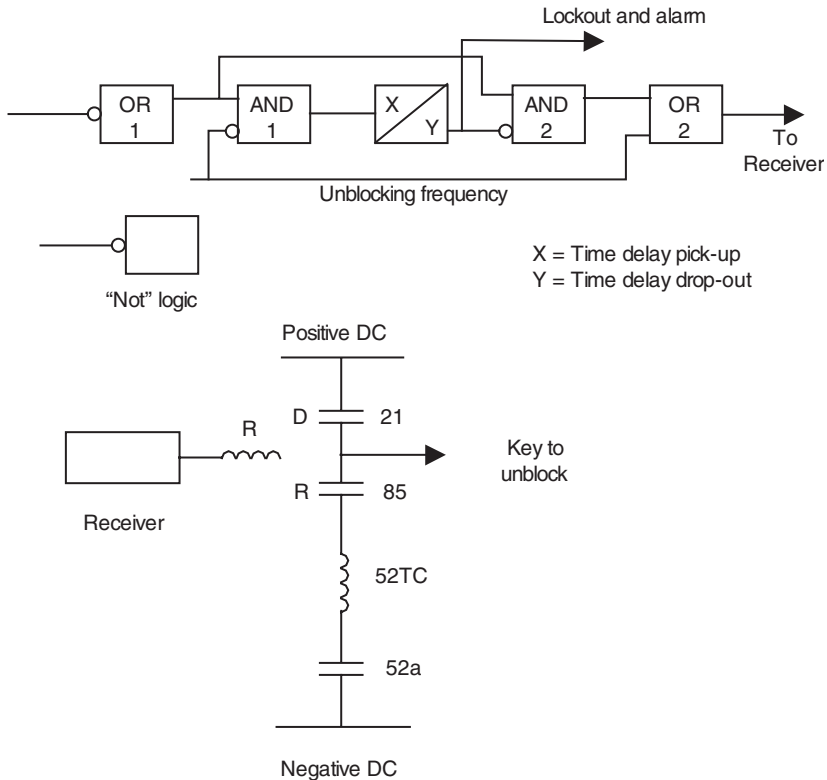 Lockout and alarm
OR
1
AND
1
X
Y
AND
2
OR
2
To
Receiver
Unblocking frequency
“Not” logic
X = Time delay pick-up
Y = Time delay drop-out
Positive DC
D
21
R
Key to
unblock
R
85
Receiver
52TC
52a
Negative DC